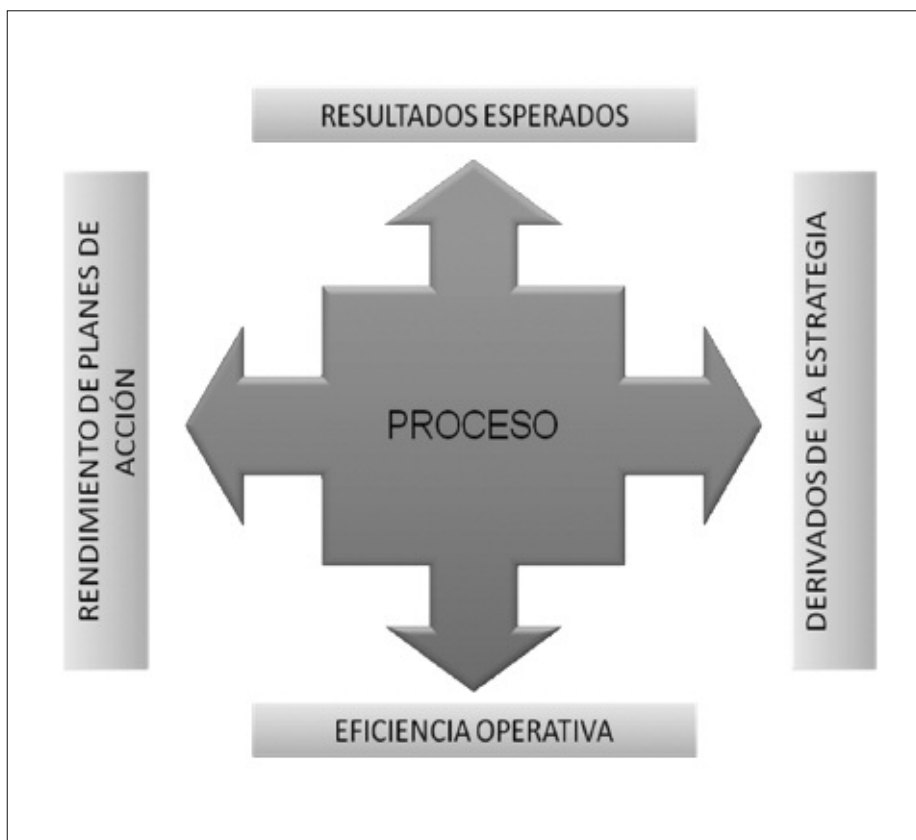 RESULTADOS ESPERADOS
RENDIMIENTO DE PLANES DE
ACCIÓN
PROCESO
DERIVADOS DE LA ESTRATEGIA
EFICIENCIA OPERATIVA